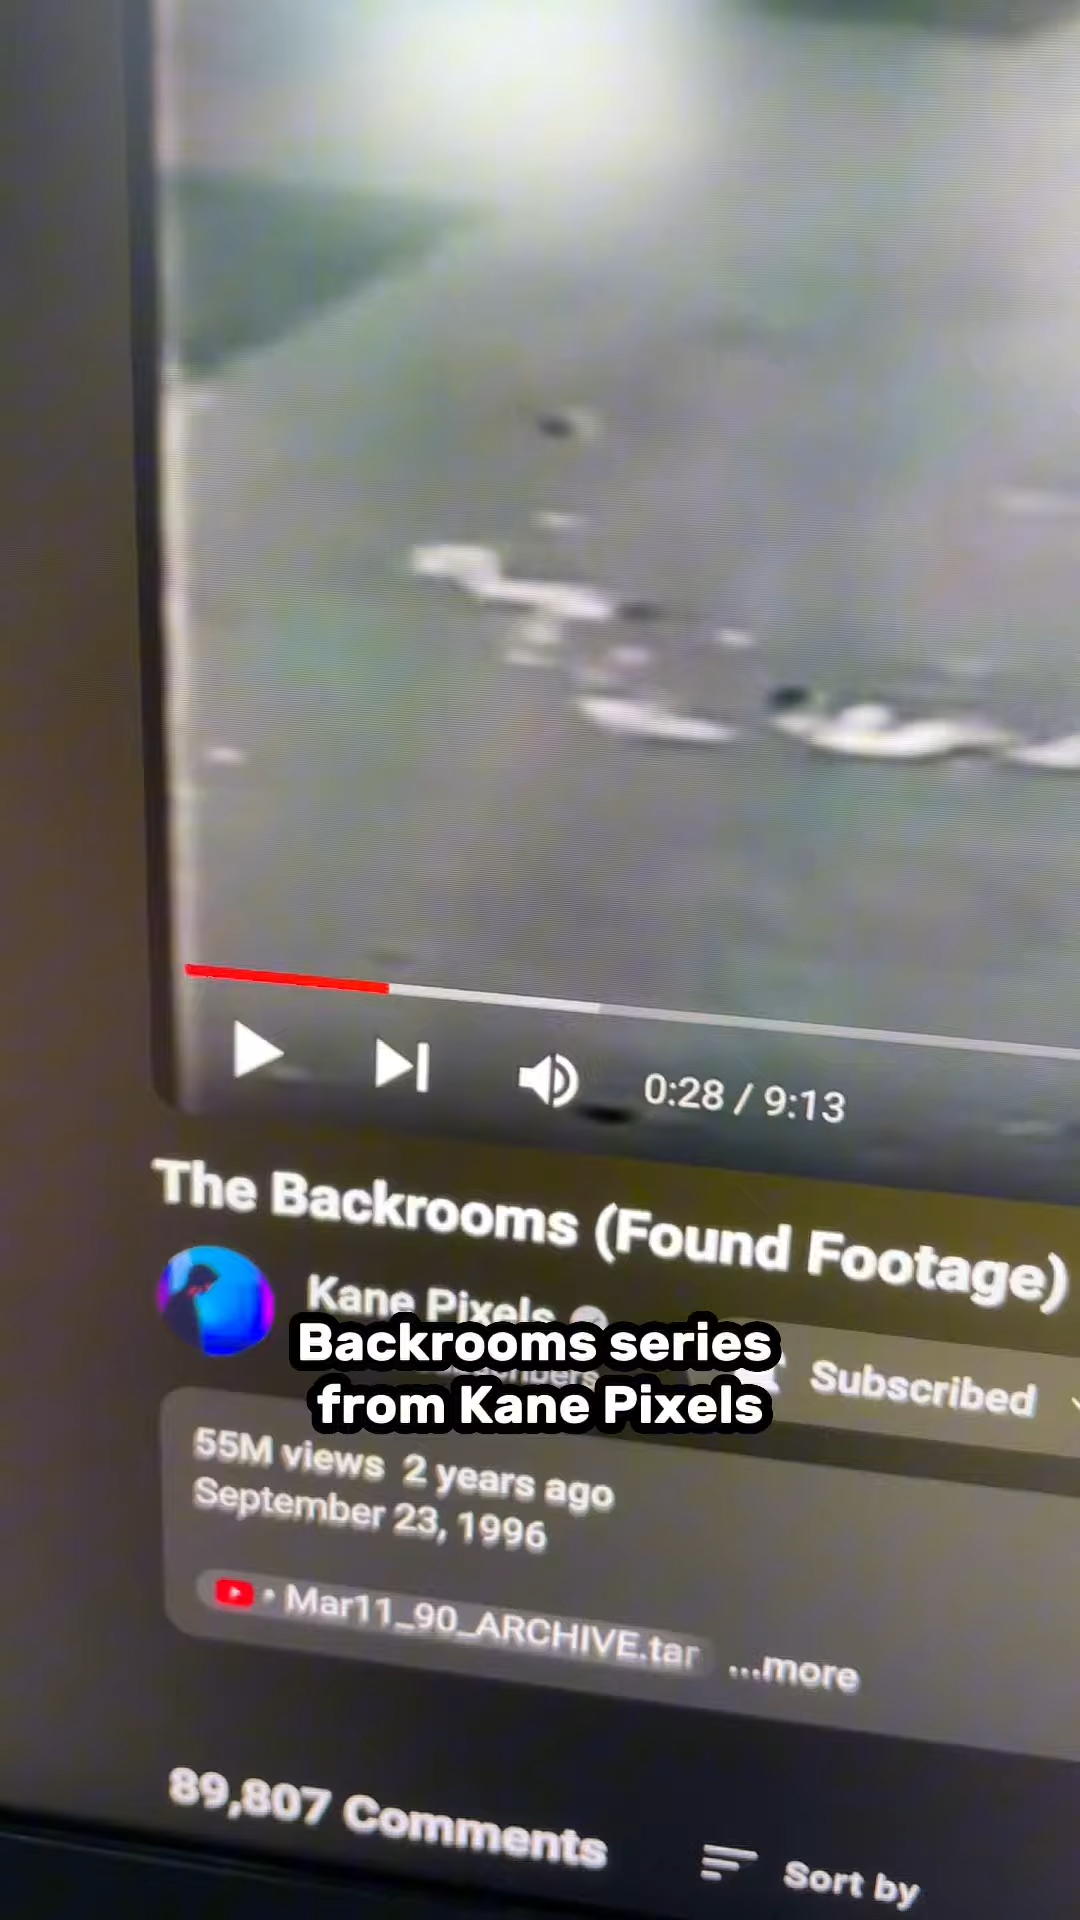 0:28 / 9:13
The Backrooms (Found Footage)
Kane Pixels
Backrooms series
from Kane Pixels
Subscribed
55M views 2 years ago
September 23, 1996
• Mar11_90_ARCHIVE.tar ...more
89,807 Comments
Sort by